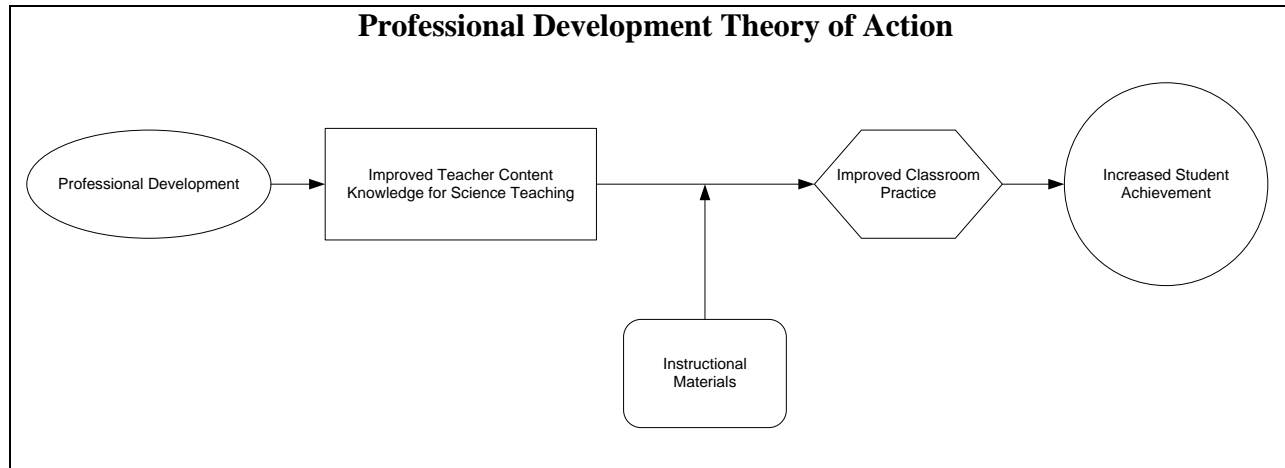 Professional Development Theory of Action
Professional Development
Improved Teacher Content
Knowledge for Science Teaching
Improved Classroom
Practice
Increased Student
Achievement
Instructional
Materials